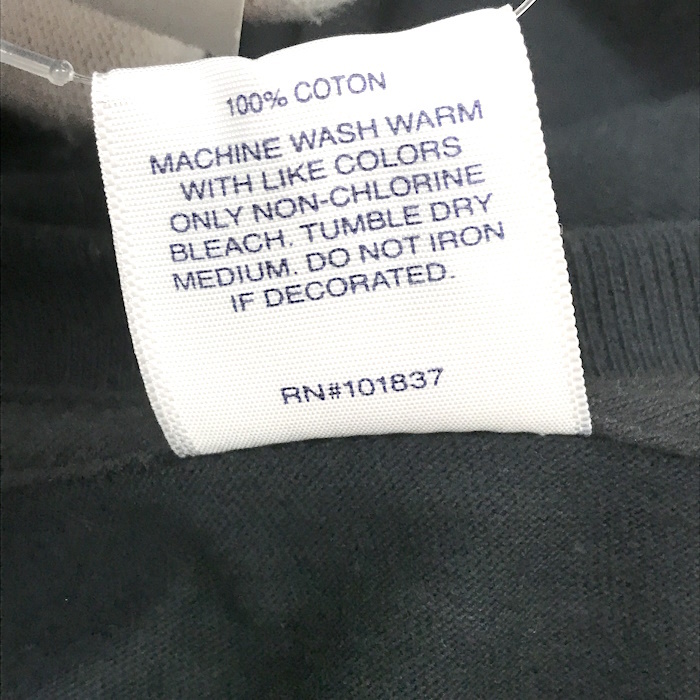 100% COTON
MACHINE WASH WARM
WITH LIKE COLORS
ONLY NON-CHLORINE
BLEACH. TUMBLE DRY
MEDIUM. DO NOT IRON
IF DECORATED.
RN#101837